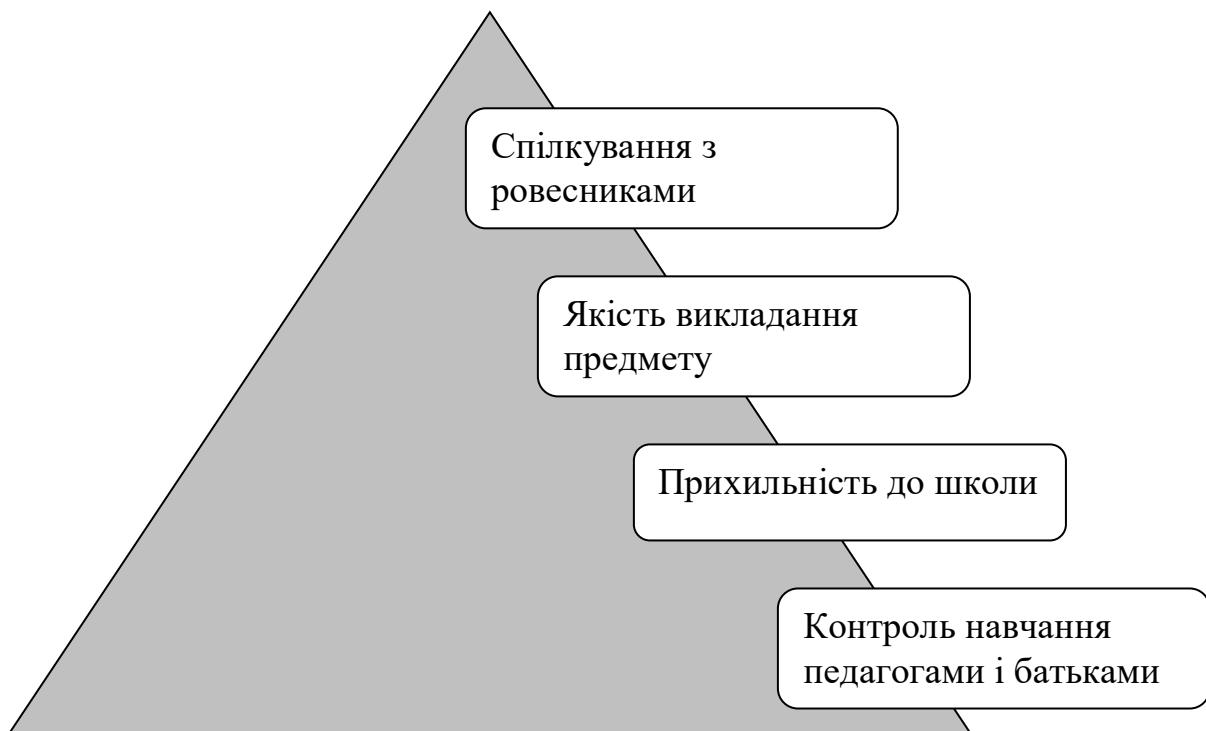 Спілкування з
ровесниками
Якість викладання
предмету
Прихильність до школи
Контроль навчання
педагогами і батьками